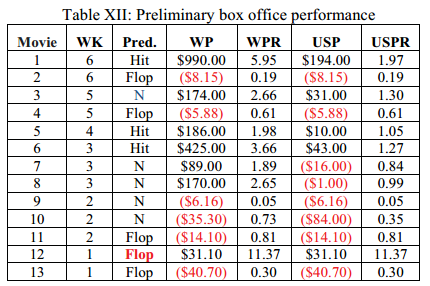 Table XII: Preliminary box office performance
Movie WK Pred. WP WPR USP USPR
1 6 Hit $990.00 5.95 $194.00 1.97
2 6 Flop ($8.15) 0.19 ($8.15) 0.19
3 5 N $174.00 2.66 $31.00 1.30
4 5 Flop ($5.88) 0.61 ($5.88) 0.61
5 4 Hit $186.00 1.98 $10.00 1.05
6 3 Hit $425.00 3.66 $43.00 1.27
7 3 N $89.00 1.89 ($16.00) 0.84
8 3 N $170.00 2.65 ($1.00) 0.99
9 2 N ($6.16) 0.05 ($6.16) 0.05
10 2 N ($35.30) 0.73 ($84.00) 0.35
11 2 Flop ($14.10) 0.81 ($14.10) 0.81
12 1 Flop $31.10 11.37 $31.10 11.37
13 1 Flop ($40.70) 0.30 ($40.70) 0.30